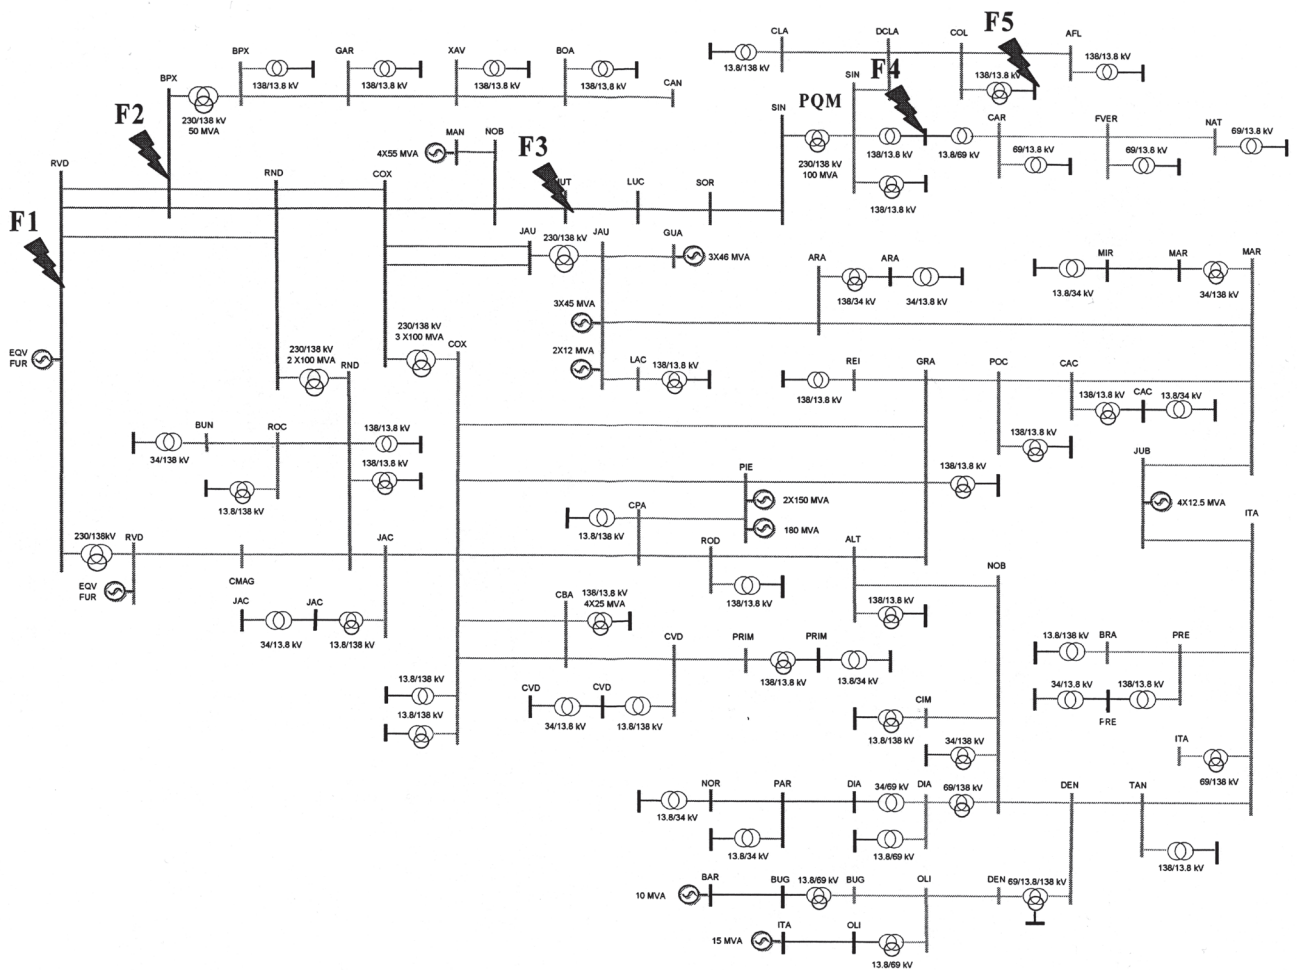 F5
CLA
DCLA
COL
AFL
13.8/138 kV
138/13.8 kV
138/13.8 kV
BPX
GAR
XAV
BOA
CAN
138/13.8 kV
138/13.8 kV
138/13.8 kV
138/13.8 kV
BPX
230/138 kV
50 MVA
F4
SIN
PQM
SIN
230/138 kV
100 MVA
138/13.8 kV
13.8/69 kV
138/13.8 kV
CAR
FVER
NAT
69/13.8 kV
69/13.8 kV
69/13.8 kV
F2
F3
RVD
RND
COX
MAN
NOB
4X55 MVA
LUC
SOR
F1
JAU
230/138 kV
JAU
GUA
3X46 MVA
ARA
ARA
138/34 kV
34/13.8 kV
MIR
MAR
MAR
13.8/34 kV
34/138 kV
3X45 MVA
2X12 MVA
LAC
138/13.8 kV
EQV
FUR
230/138 kV
2 X100 MVA
RND
230/138 kV
3 X100 MVA
COX
REI
GRA
POC
CAC
138/13.8 kV
138/13.8 kV
CAC
13.8/34 kV
138/13.8 kV
BUN
ROC
34/138 kV
138/13.8 kV
138/13.8 kV
13.8/138 kV
PIE
2X150 MVA
180 MVA
138/13.8 kV
JUB
4X12.5 MVA
ITA
CPA
13.8/138 kV
230/138kV
RVD
EQV
FUR
CMAG
JAC
ROD
138/13.8 kV
ALT
138/13.8 kV
NOB
JAC
JAC
34/13.8 kV
13.8/138 kV
CBA
138/13.8 kV
4X25 MVA
CVD
PRIM
PRIM
138/13.8 kV
13.8/34 kV
13.8/138 kV
BRA
PRE
34/13.8 kV
138/13.8 kV
PRE
13.8/138 kV
13.8/138 kV
CVD
CVD
34/13.8 kV
13.8/138 kV
CIM
13.8/138 kV
34/138 kV
ITA
69/138 kV
NOR
PAR
DIA
34/69 kV
DIA
69/138 kV
DEN
TAN
13.8/34 kV
13.8/34 kV
13.8/69 kV
138/13.8 kV
10 MVA
BAR
BUG
13.8/69 kV
BUG
OLI
DEN
69/13.8/138 kV
15 MVA
ITA
OLI
13.8/69 kV